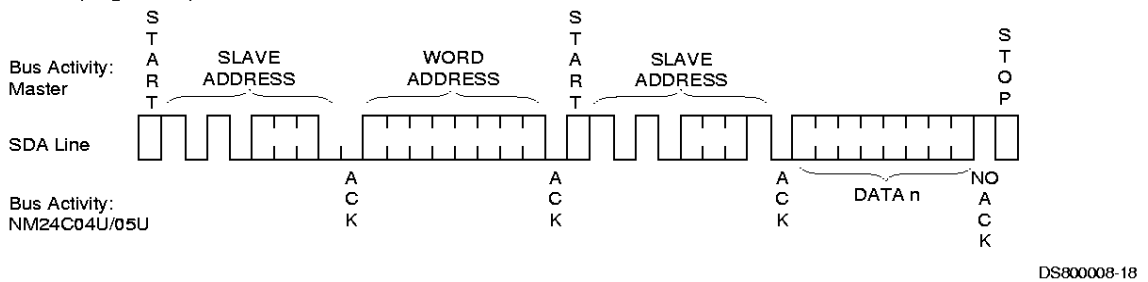 START
START
STOP
Bus Activity:
Master
SLAVE
ADDRESS
WORD
ADDRESS
SLAVE
ADDRESS
SDA Line
Bus Activity:
NM24C04U/05U
ACK
ACK
ACK
DATA n
NO ACK
DS800008-18